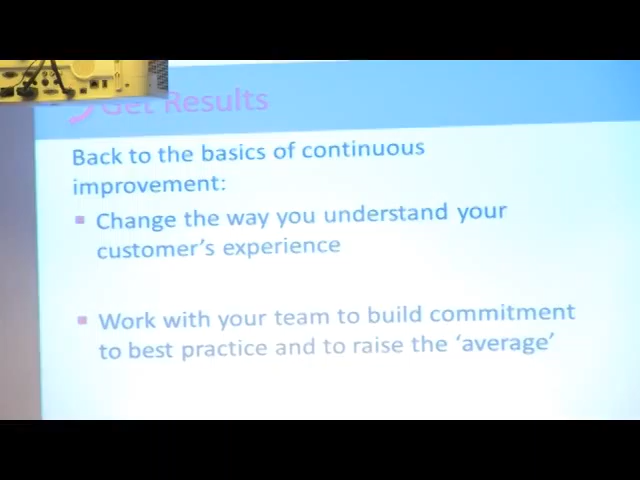 Get Results
Back to the basics of continuous
improvement:
Change the way you understand your
customer's experience
Work with your team to build commitment
to best practice and to raise the ‘average’